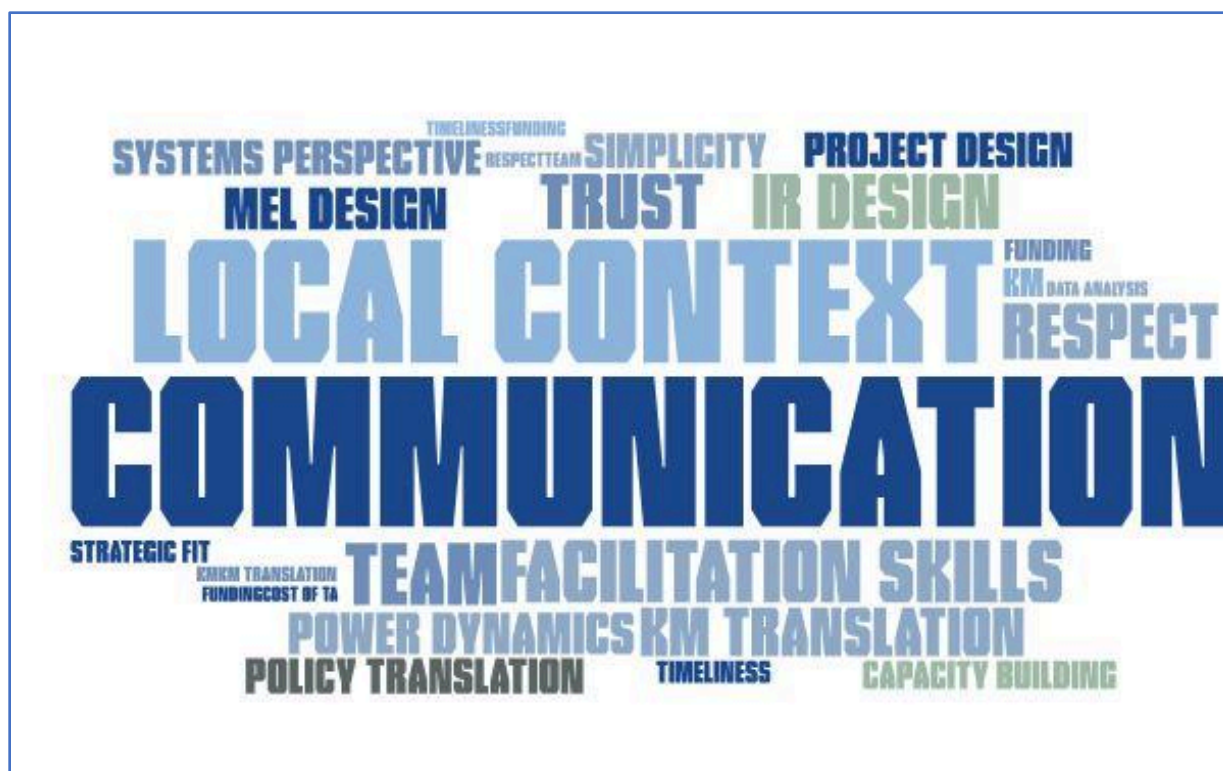 TIMELINESSFUNDING
SYSTEMS PERSPECTIVE RESPECTTEAM SIMPLICITY PROJECT DESIGN
MEL DESIGN TRUST IR DESIGN
LOCAL CONTEXT
FUNDING
KM DATA ANALYSIS
RESPECT
COMMUNICATION
STRATEGIC FIT
KMKM TRANSLATION
FUNDINGCOST OF TA
TEAM FACILITATION SKILLS
POWER DYNAMICS KM TRANSLATION
POLICY TRANSLATION TIMELINESS CAPACITY BUILDING